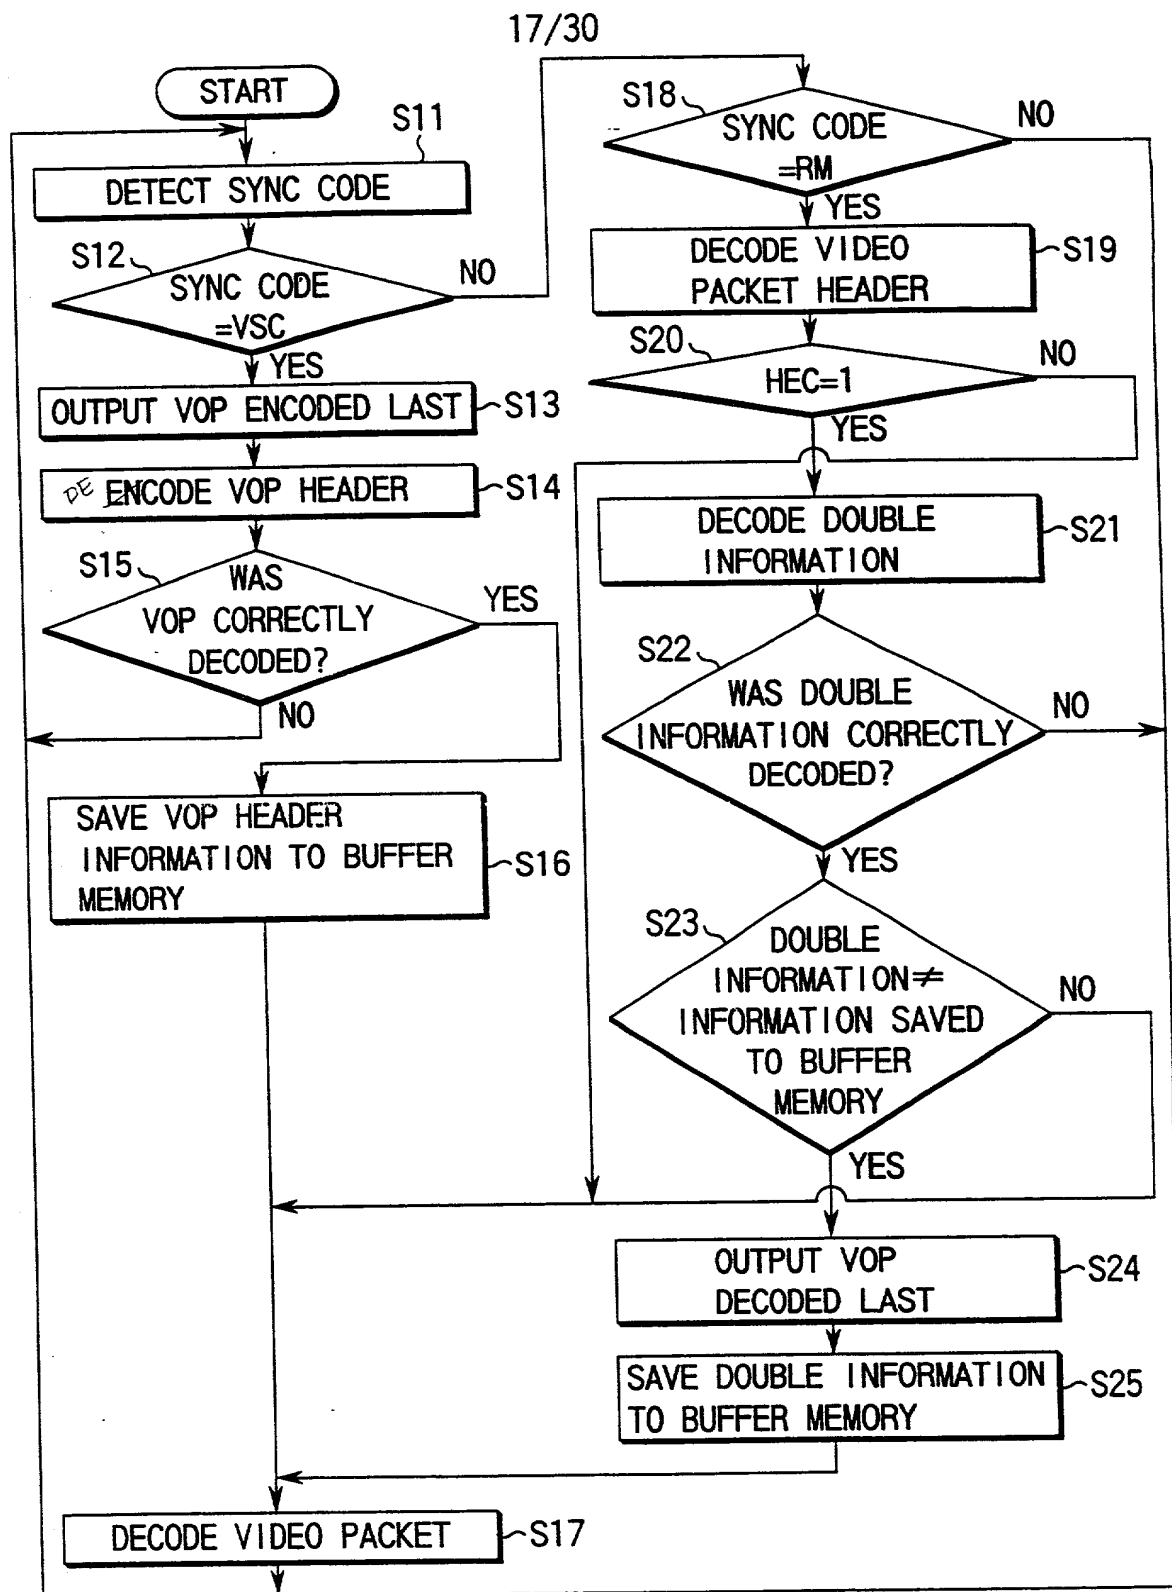 17/30
START
S11
DETECT SYNC CODE
S12
SYNC CODE
=VSC
NO
YES
OUTPUT VOP ENCODED LAST
S13
DE
ENCODE VOP HEADER
S14
S15
WAS
VOP CORRECTLY
DECODED?
YES
NO
SAVE VOP HEADER
INFORMATION TO BUFFER
MEMORY
S16
S18
SYNC CODE
=RM
NO
YES
DECODE VIDEO
PACKET HEADER
S19
S20
HEC=1
NO
YES
DECODE DOUBLE
INFORMATION
S21
S22
WAS DOUBLE
INFORMATION CORRECTLY
DECODED?
NO
YES
S23
DOUBLE
INFORMATION≠
INFORMATION SAVED
TO BUFFER
MEMORY
NO
YES
OUTPUT VOP
DECODED LAST
S24
SAVE DOUBLE INFORMATION
TO BUFFER MEMORY
S25
DECODE VIDEO PACKET
S17